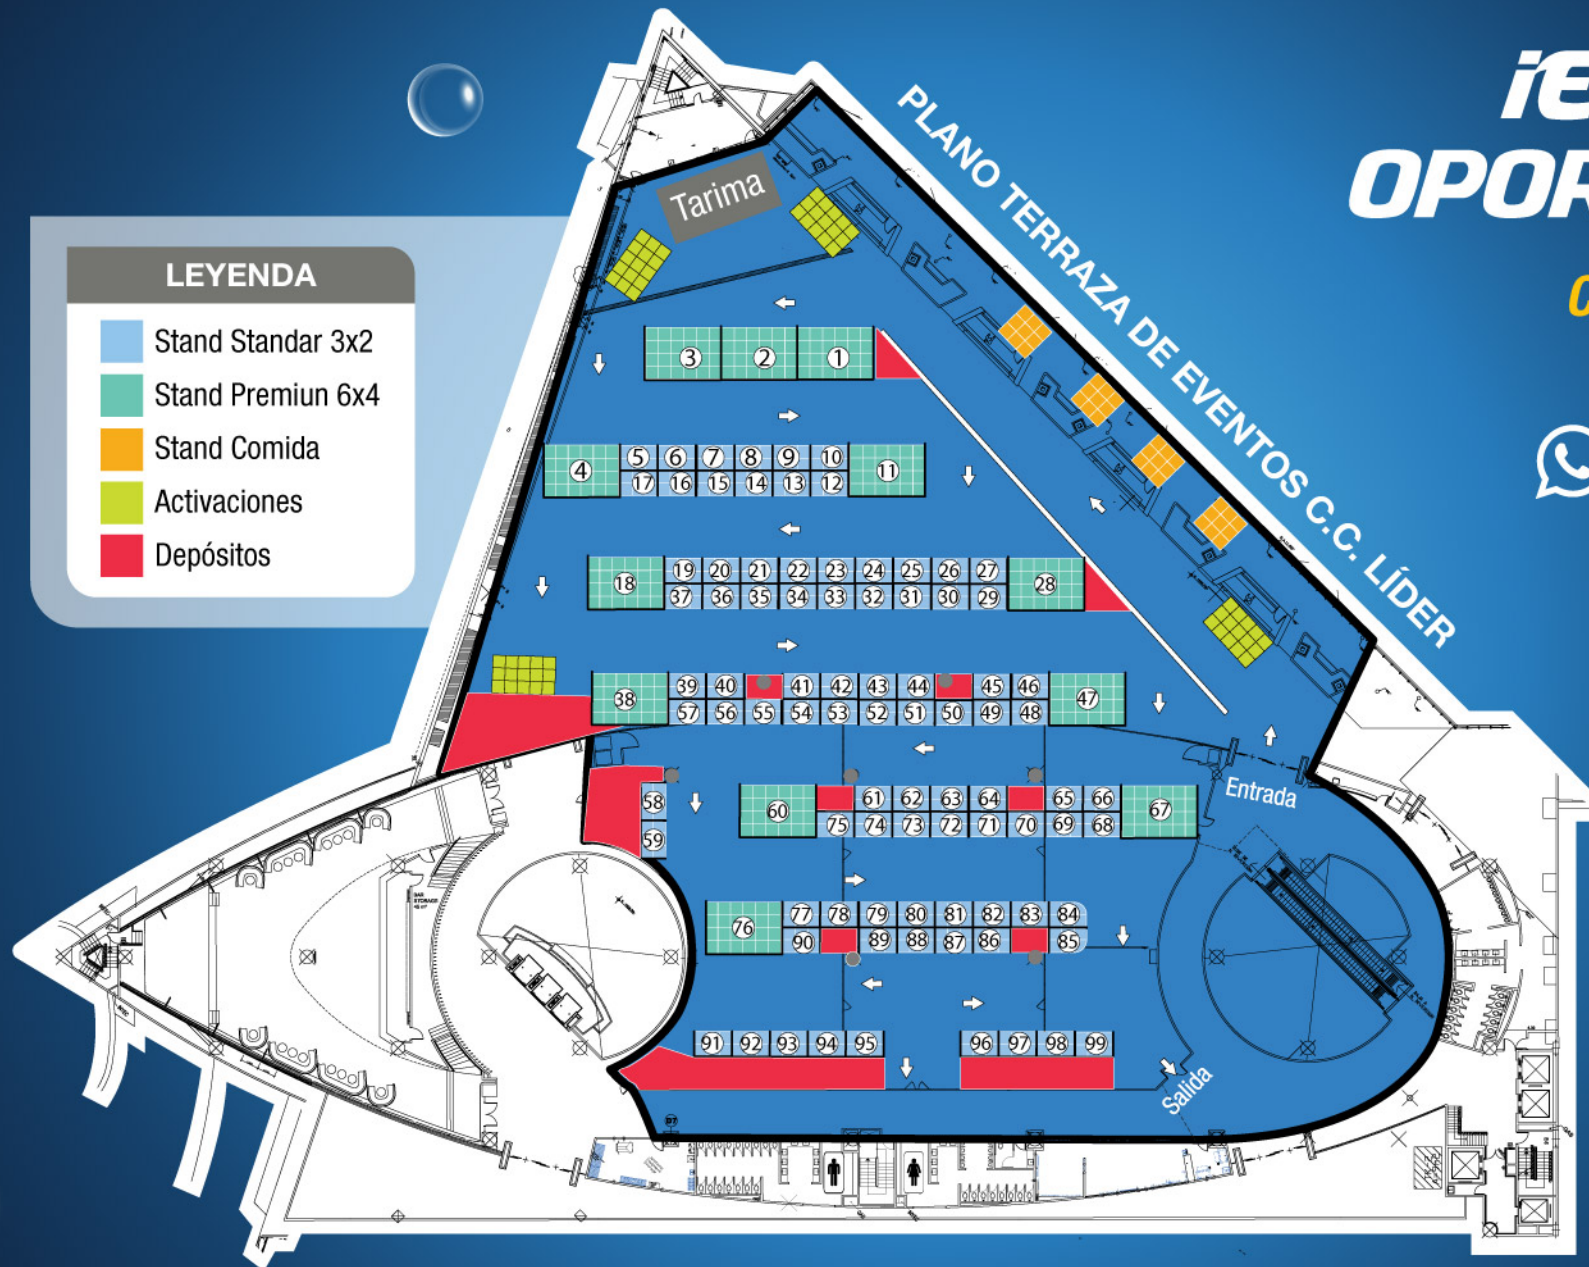 PLANO TERRAZA DE EVENTOS C.C. LÍDER
LEYENDA
Stand Standar 3x2
Stand Premiun 6x4
Stand Comida
Activaciones
Depósitos
Tarima
3 2 1
4 5 6 7 8 9 10 11
17 16 15 14 13 12
18 19 20 21 22 23 24 25 26 27 28
37 36 35 34 33 32 31 30 29
38 39 40 41 42 43 44 45 46 47
57 56 55 54 53 52 51 50 49 48
58
59
60 61 62 63 64 65 66 67
75 74 73 72 71 70 69 68
Entrada
76 77 78 79 80 81 82 83 84
90 89 88 87 86 85
91 92 93 94 95 96 97 98 99
Salida
BAR
STORAGE